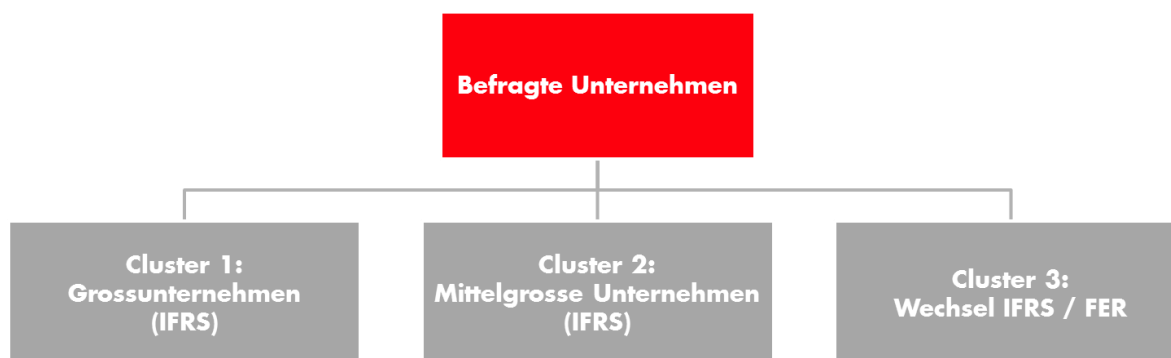 Befragte Unternehmen
Cluster 1:
Grossunternehmen
(IFRS)
Cluster 2:
Mittelgrosse Unternehmen
(IFRS)
Cluster 3:
Wechsel IFRS / FER